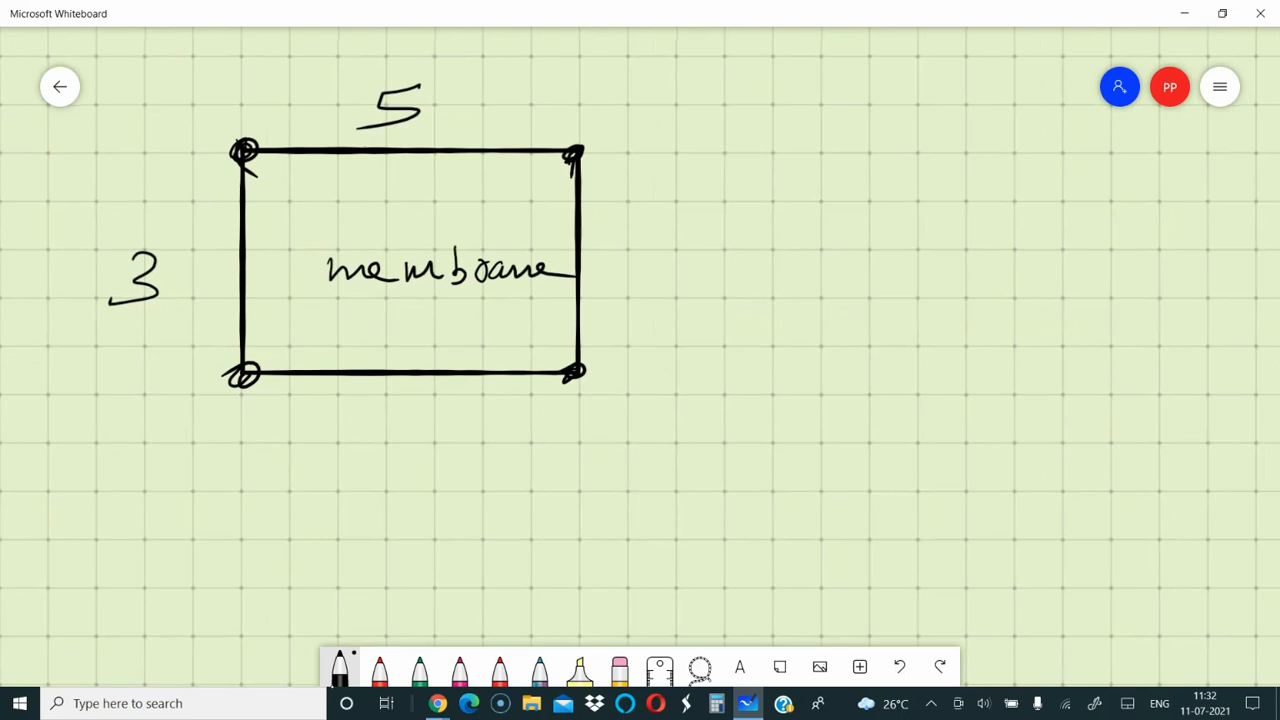 Microsoft Whiteboard
PP
5
3
membrane
A
Type here to search
26°C
ENG
11:32
11-07-2021